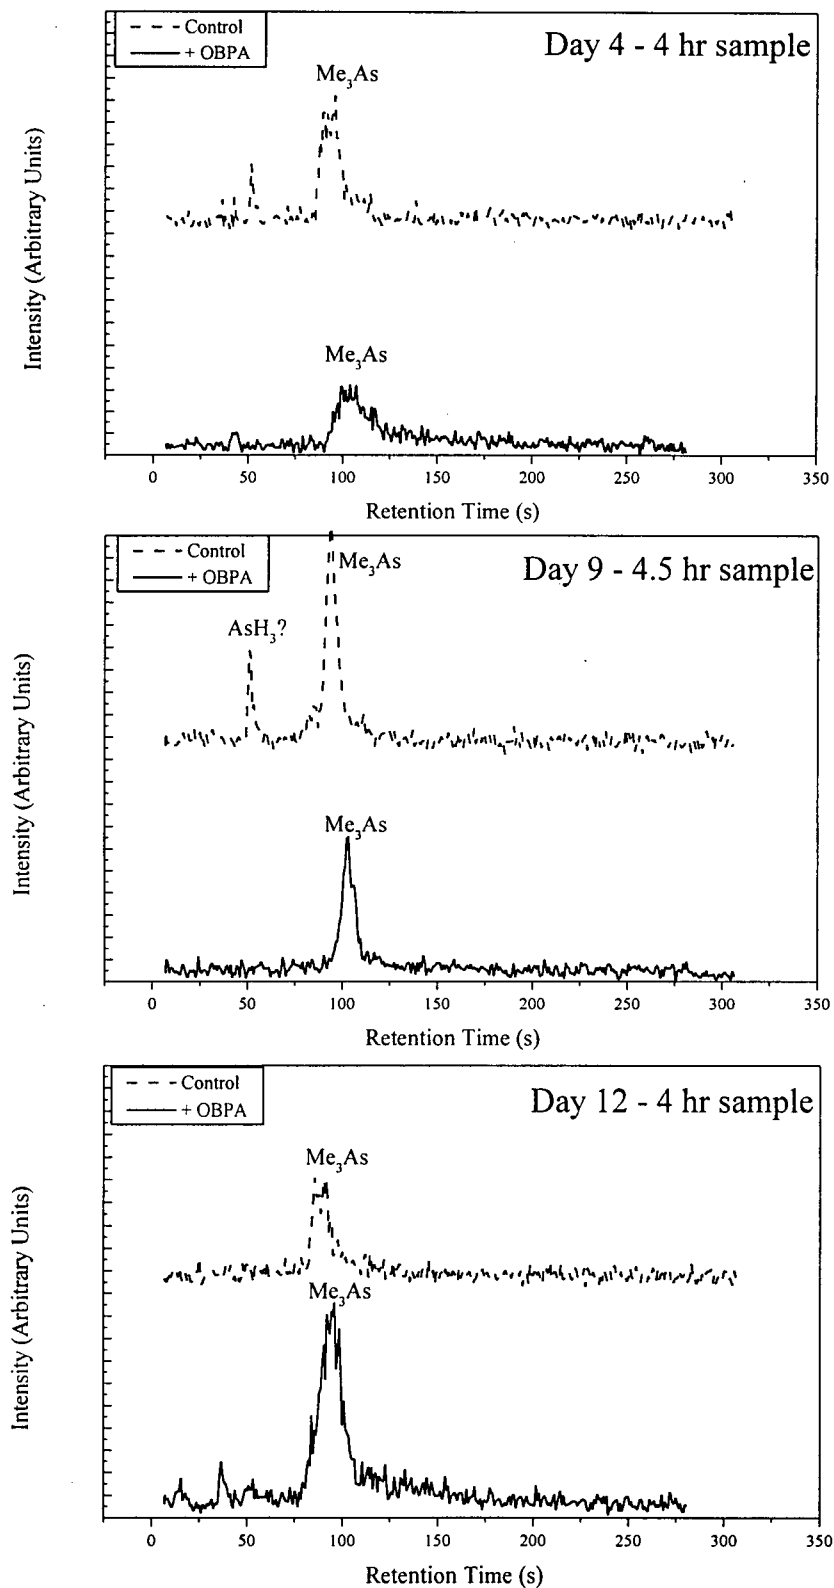 Control
+ OBPA
Day 4 - 4 hr sample
Me3As
Me3As
Intensity (Arbitrary Units)
0 50 100 150 200 250 300 350
Retention Time (s)
Control
+ OBPA
Day 9 - 4.5 hr sample
Me3As
AsH3?
Me3As
Intensity (Arbitrary Units)
0 50 100 150 200 250 300 350
Retention Time (s)
Control
+ OBPA
Day 12 - 4 hr sample
Me3As
Me3As
Intensity (Arbitrary Units)
0 50 100 150 200 250 300 350
Retention Time (s)